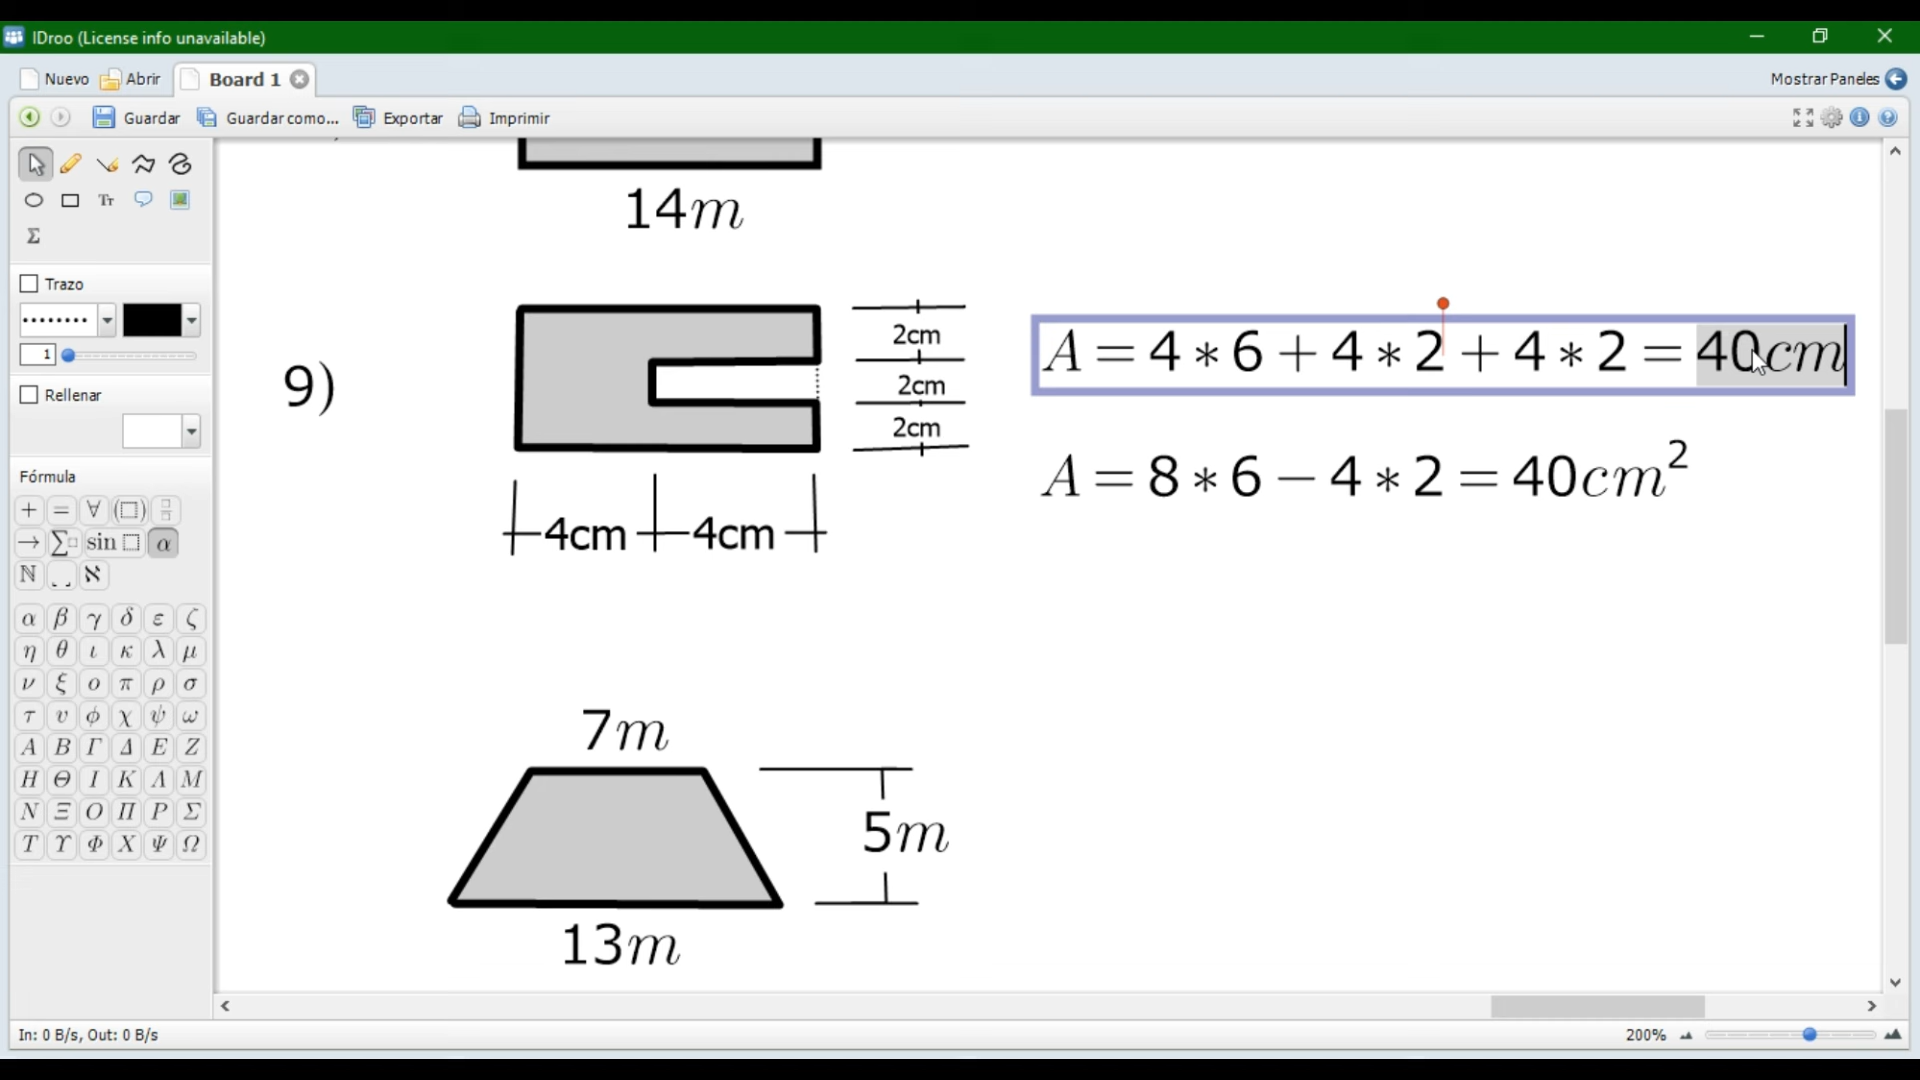 IDroo (License info unavailable)
Nuevo Abrir Board 1 Mostrar Paneles
Guardar Guardar como... Exportar Imprimir
Tr
Σ
Trazo
1
Rellenar
Fórmula
+ = ∀ (□)
→ Σ□ sin □ α
ℕ ℵ
α β γ δ ε ζ
η θ ι κ λ μ
ν ξ ο π ρ σ
τ υ ϕ χ ψ ω
Α Β Γ Δ Ε Ζ
Η Θ Ι Κ Λ Μ
Ν Ξ Ο Π Ρ Σ
Τ ϒ Φ Χ Ψ Ω
14m
9)
2cm
2cm
2cm
4cm 4cm
A = 4 ∗ 6 + 4 ∗ 2 + 4 ∗ 2 = 40cm
A = 8 ∗ 6 − 4 ∗ 2 = 40cm²
7m
5m
13m
In: 0 B/s, Out: 0 B/s 200%